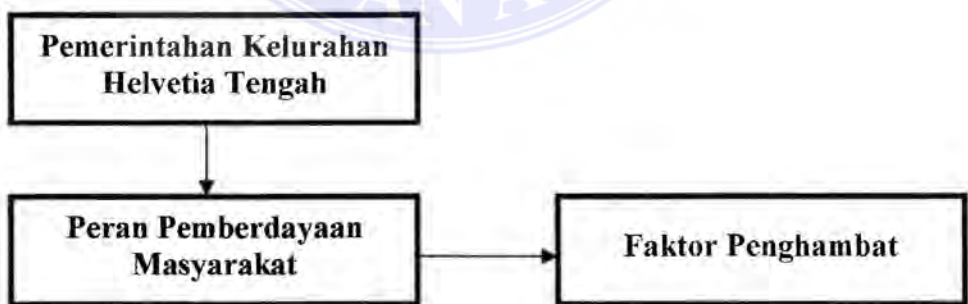 Pemerintahan Kelurahan
Helvetia Tengah
Peran Pemberdayaan
Masyarakat
Faktor Penghambat